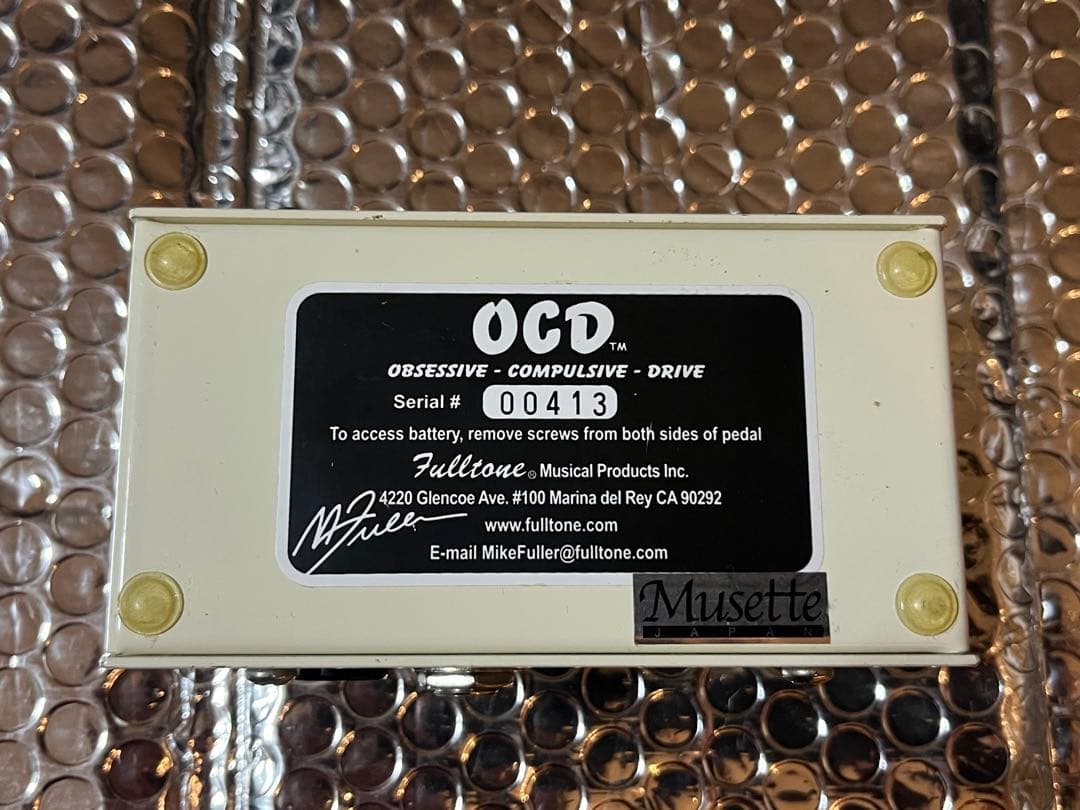 OCD™
OBSESSIVE - COMPULSIVE - DRIVE
Serial # 00413
To access battery, remove screws from both sides of pedal
Fulltone® Musical Products Inc.
4220 Glencoe Ave. #100 Marina del Rey CA 90292
M Fuller
www.fulltone.com
E-mail MikeFuller@fulltone.com
Musette
JAPAN